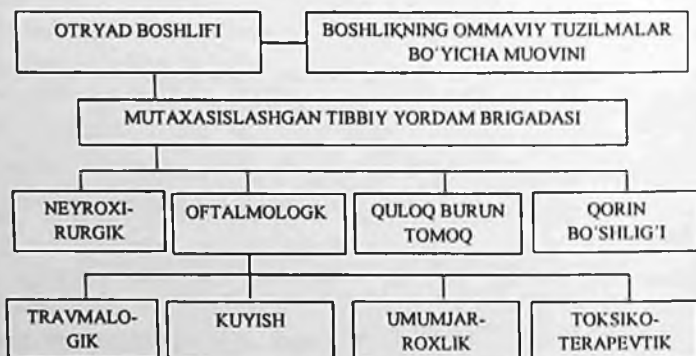 OTRYAD BOSHLIFI
BOSHLIKNING OMMAVIY TUZILMALAR
BO'YICHA MUOVINI
MUTAXASISLASHGAN TIBBIY YORDAM BRIGADASI
NEYROXI-
RURGIK
OFTALMOLOGK
QULOQ BURUN
TOMOQ
QORIN
BO'SHLIG'I
TRAVMALO-
GIK
KUYISH
UMUMJAR-
ROXLIK
TOKSIKO-
TERAPEVTIK